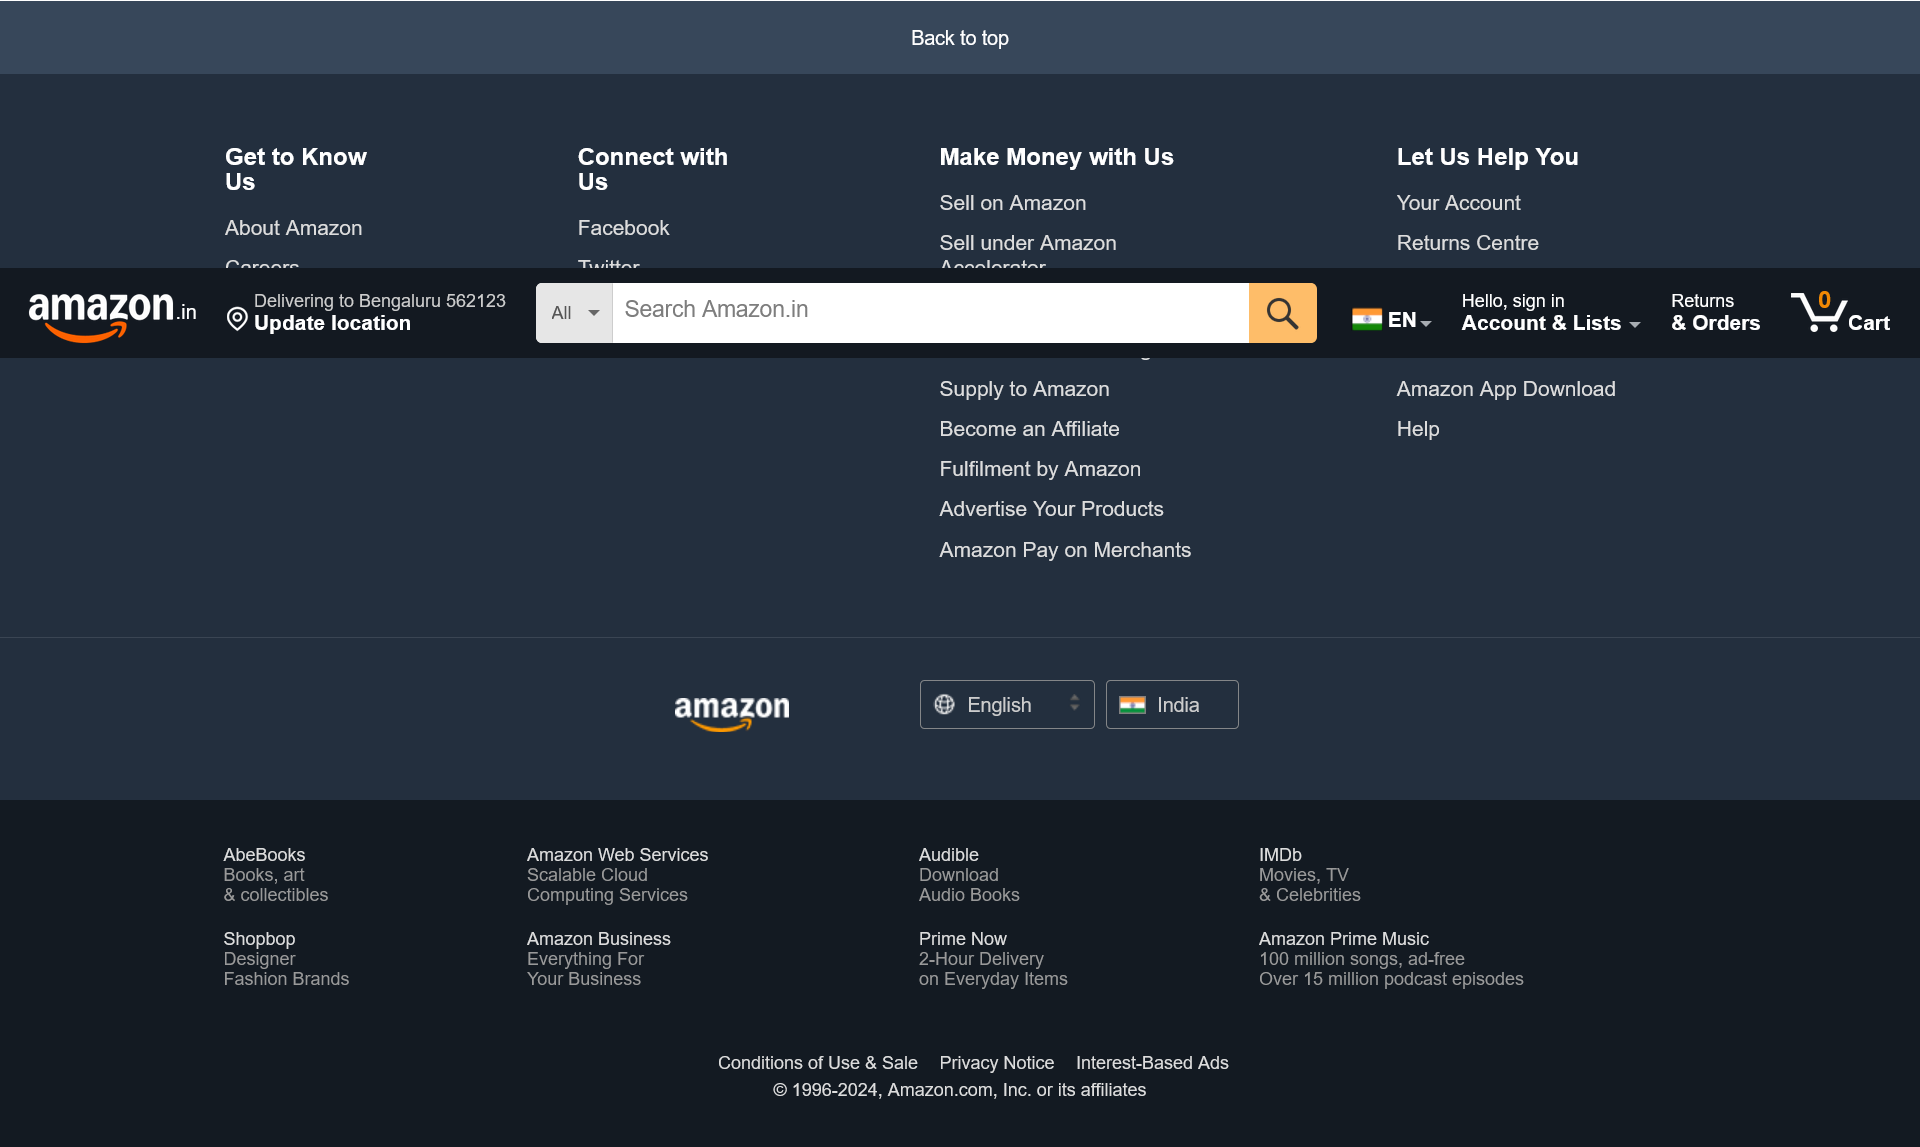 Back to top
Get to Know
Us
About Amazon
Careers
Connect with
Us
Facebook
Twitter
Make Money with Us
Sell on Amazon
Sell under Amazon
Accelerator
Let Us Help You
Your Account
Returns Centre
amazon.in
Delivering to Bengaluru 562123
Update location
All
Search Amazon.in
EN
Hello, sign in
Account & Lists
Returns
& Orders
0
Cart
Supply to Amazon
Become an Affiliate
Fulfilment by Amazon
Advertise Your Products
Amazon Pay on Merchants
Amazon App Download
Help
amazon
English
India
AbeBooks
Books, art
& collectibles
Amazon Web Services
Scalable Cloud
Computing Services
Audible
Download
Audio Books
IMDb
Movies, TV
& Celebrities
Shopbop
Designer
Fashion Brands
Amazon Business
Everything For
Your Business
Prime Now
2-Hour Delivery
on Everyday Items
Amazon Prime Music
100 million songs, ad-free
Over 15 million podcast episodes
Conditions of Use & Sale Privacy Notice Interest-Based Ads
© 1996-2024, Amazon.com, Inc. or its affiliates